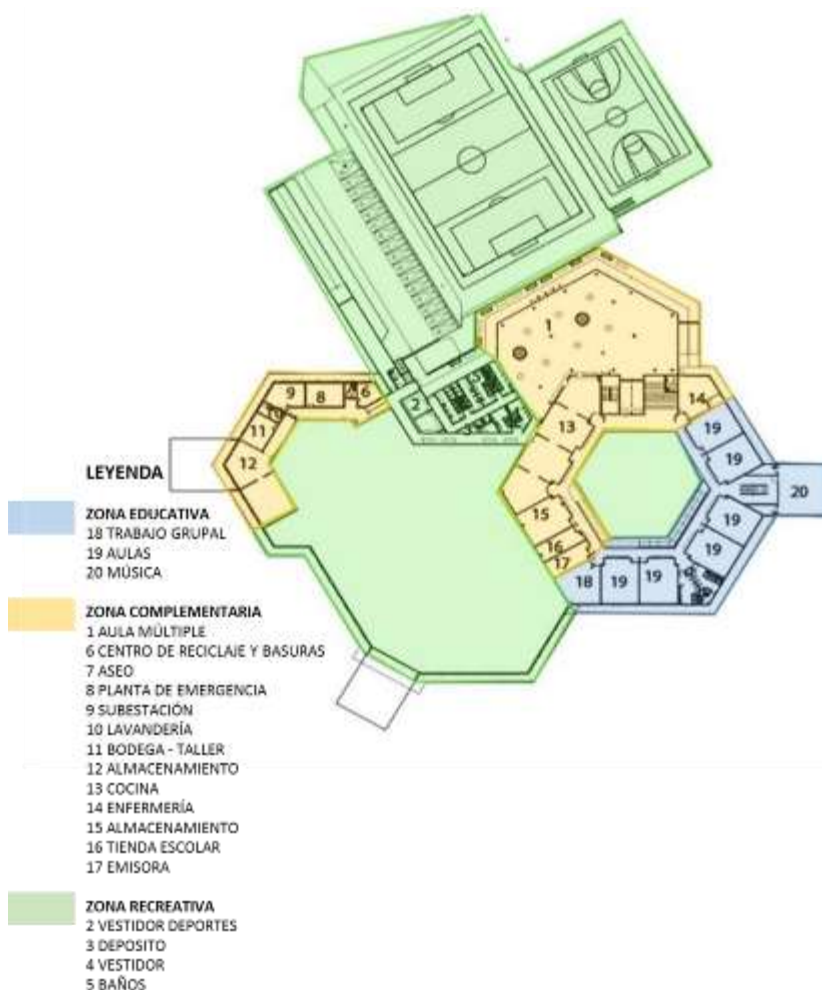 1
2
9
8
6
11
12
13
14
19
19
20
15
19
19
16
17
18
19
19
LEYENDA
ZONA EDUCATIVA
18 TRABAJO GRUPAL
19 AULAS
20 MÚSICA
ZONA COMPLEMENTARIA
1 AULA MÚLTIPLE
6 CENTRO DE RECICLAJE Y BASURAS
7 ASEO
8 PLANTA DE EMERGENCIA
9 SUBESTACIÓN
10 LAVANDERÍA
11 BODEGA - TALLER
12 ALMACENAMIENTO
13 COCINA
14 ENFERMERÍA
15 ALMACENAMIENTO
16 TIENDA ESCOLAR
17 EMISORA
ZONA RECREATIVA
2 VESTIDOR DEPORTES
3 DEPOSITO
4 VESTIDOR
5 BAÑOS